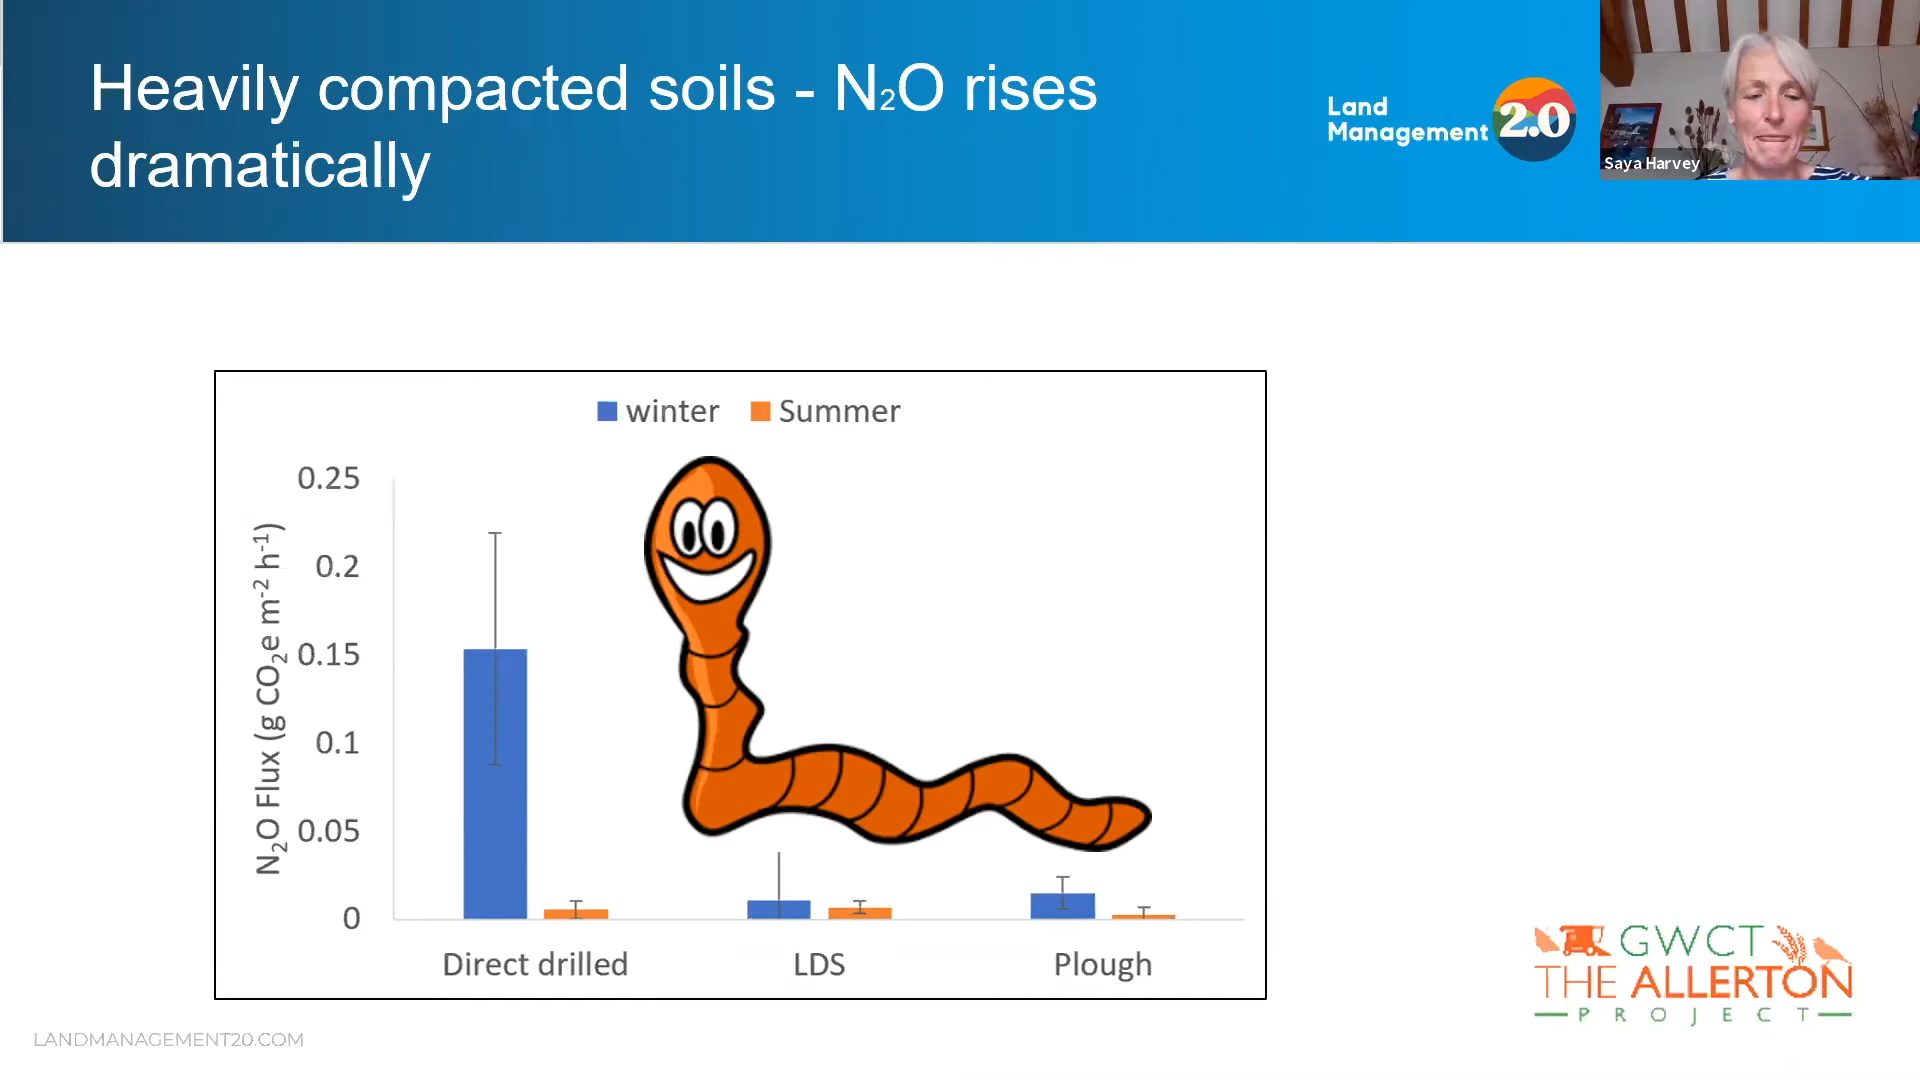 Heavily compacted soils - N₂O rises
dramatically
Land
Management
2.0
Saya Harvey
winter
Summer
0.25
0.2
0.15
0.1
0.05
0
N₂O Flux (g CO₂e m⁻² h⁻¹)
Direct drilled
LDS
Plough
GWCT
THE ALLERTON
PROJECT
LANDMANAGEMENT20.COM